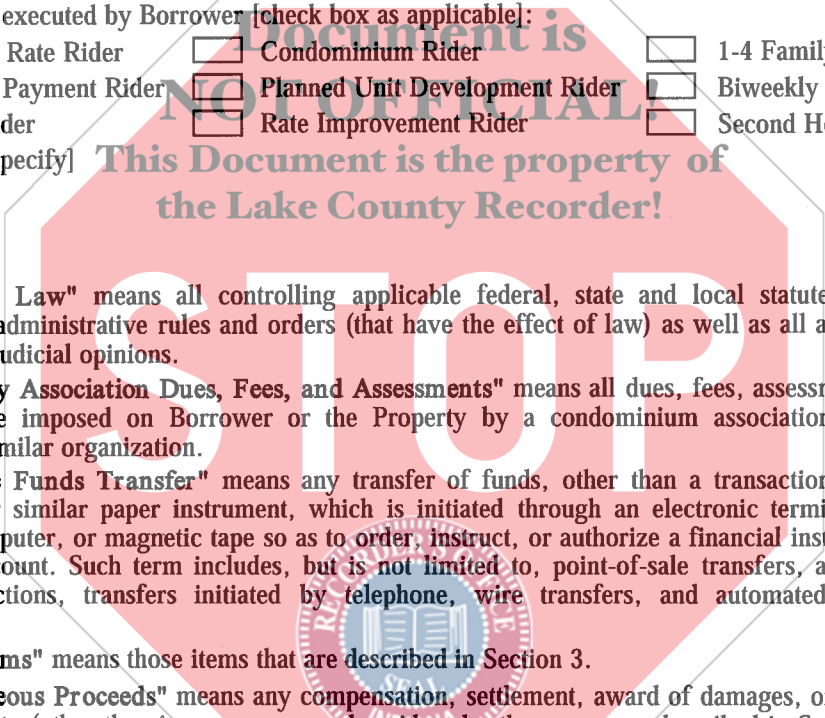 executed by Borrower [check box as applicable]:
Rate Rider Condominium Rider 1-4 Family
Payment Rider Planned Unit Development Rider Biweekly
der Rate Improvement Rider Second Ho
pecify]
Document is
NOT OFFICIAL!
This Document is the property of
the Lake County Recorder!
STOP
Law" means all controlling applicable federal, state and local statute
administrative rules and orders (that have the effect of law) as well as all a
udicial opinions.
y Association Dues, Fees, and Assessments" means all dues, fees, assessm
e imposed on Borrower or the Property by a condominium association
milar organization.
Funds Transfer" means any transfer of funds, other than a transaction
similar paper instrument, which is initiated through an electronic termi
puter, or magnetic tape so as to order, instruct, or authorize a financial inst
ount. Such term includes, but is not limited to, point-of-sale transfers, a
ctions, transfers initiated by telephone, wire transfers, and automated
RECORDER'S OFFICE
SEAL
ms" means those items that are described in Section 3.
eous Proceeds" means any compensation, settlement, award of damages, o